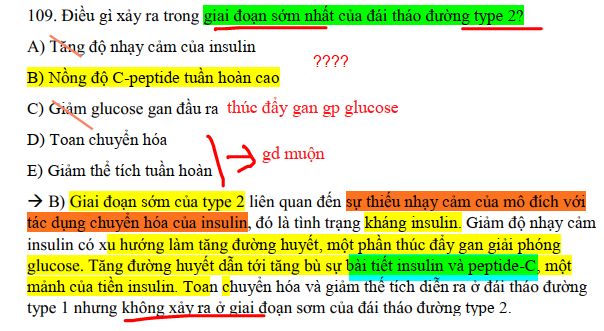 109. Điều gì xảy ra trong giai đoạn sớm nhất của đái tháo đường type 2?
A) Tăng độ nhạy cảm của insulin
????
B) Nồng độ C-peptide tuần hoàn cao
C) Giảm glucose gan đầu ra thúc đẩy gan gp glucose
D) Toan chuyển hóa
E) Giảm thể tích tuần hoàn
gd muộn
→ B) Giai đoạn sớm của type 2 liên quan đến sự thiếu nhạy cảm của mô đích với
tác dụng chuyển hóa của insulin, đó là tình trạng kháng insulin. Giảm độ nhạy cảm
insulin có xu hướng làm tăng đường huyết, một phần thúc đẩy gan giải phóng
glucose. Tăng đường huyết dẫn tới tăng bù sự bài tiết insulin và peptide-C, một
mảnh của tiền insulin. Toan chuyển hóa và giảm thể tích diễn ra ở đái tháo đường
type 1 nhưng không xảy ra ở giai đoạn sơm của đái tháo đường type 2.